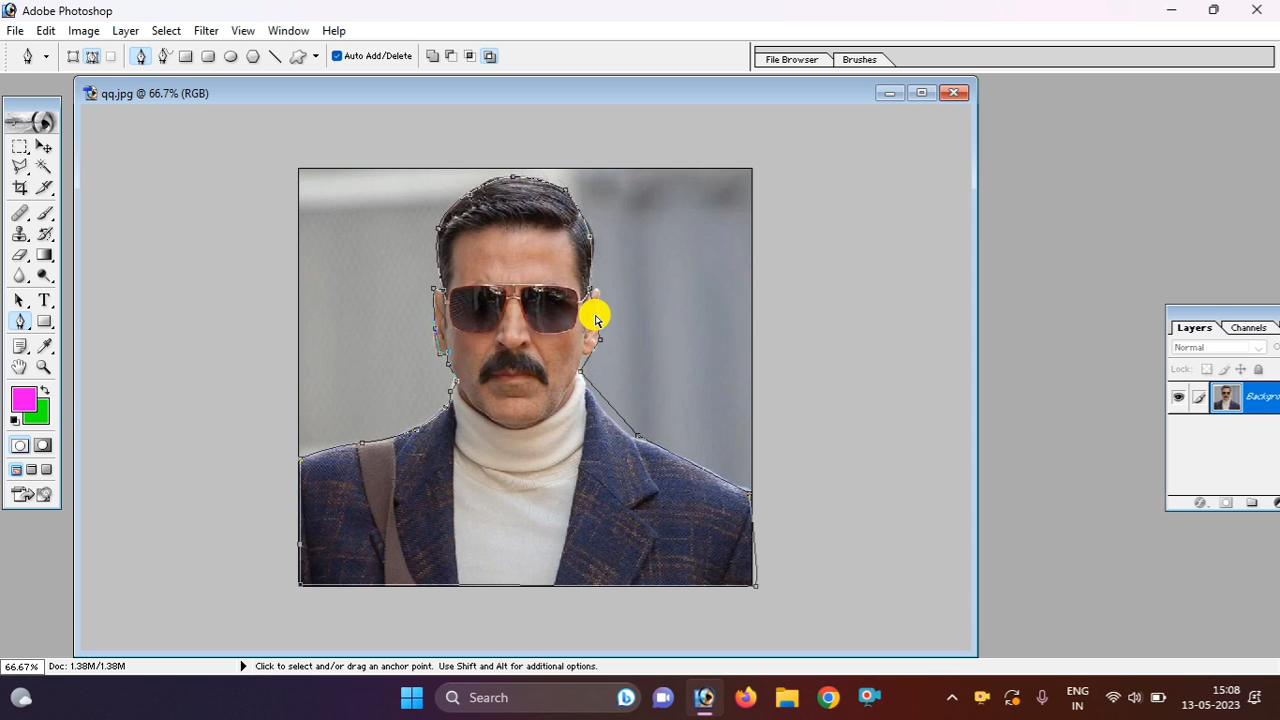 Adobe Photoshop
File Edit Image Layer Select Filter View Window Help
Auto Add/Delete
File Browser Brushes
qq.jpg @ 66.7% (RGB)
T
Layers Channels
Normal
Lock:
66.67% Doc: 1.38M/1.38M Click to select and/or drag an anchor point. Use Shift and Alt for additional options.
Search
ENG
IN
15:08
13-05-2023